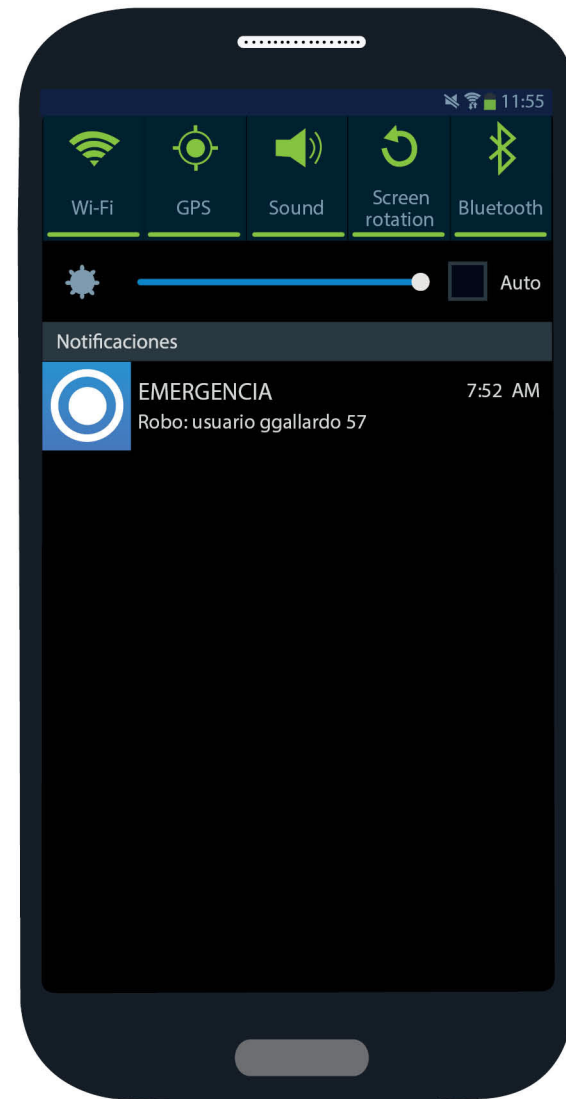 11:55
Wi-Fi GPS Sound Screen rotation Bluetooth
Auto
Notificaciones
EMERGENCIA 7:52 AM
Robo: usuario ggallardo 57